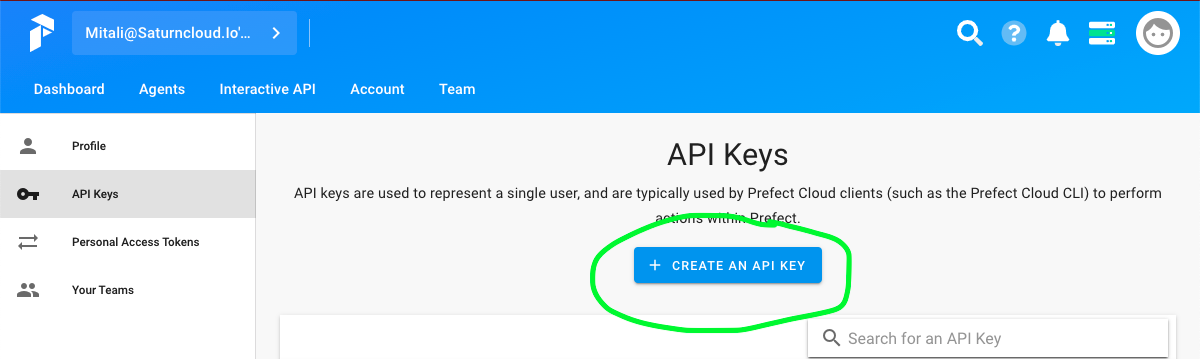 Mitali@Saturncloud.Io'...
Dashboard
Agents
Interactive API
Account
Team
Profile
API Keys
Personal Access Tokens
Your Teams
API Keys
API keys are used to represent a single user, and are typically used by Prefect Cloud clients (such as the Prefect Cloud CLI) to perform
actions within Prefect.
+ CREATE AN API KEY
Search for an API Key